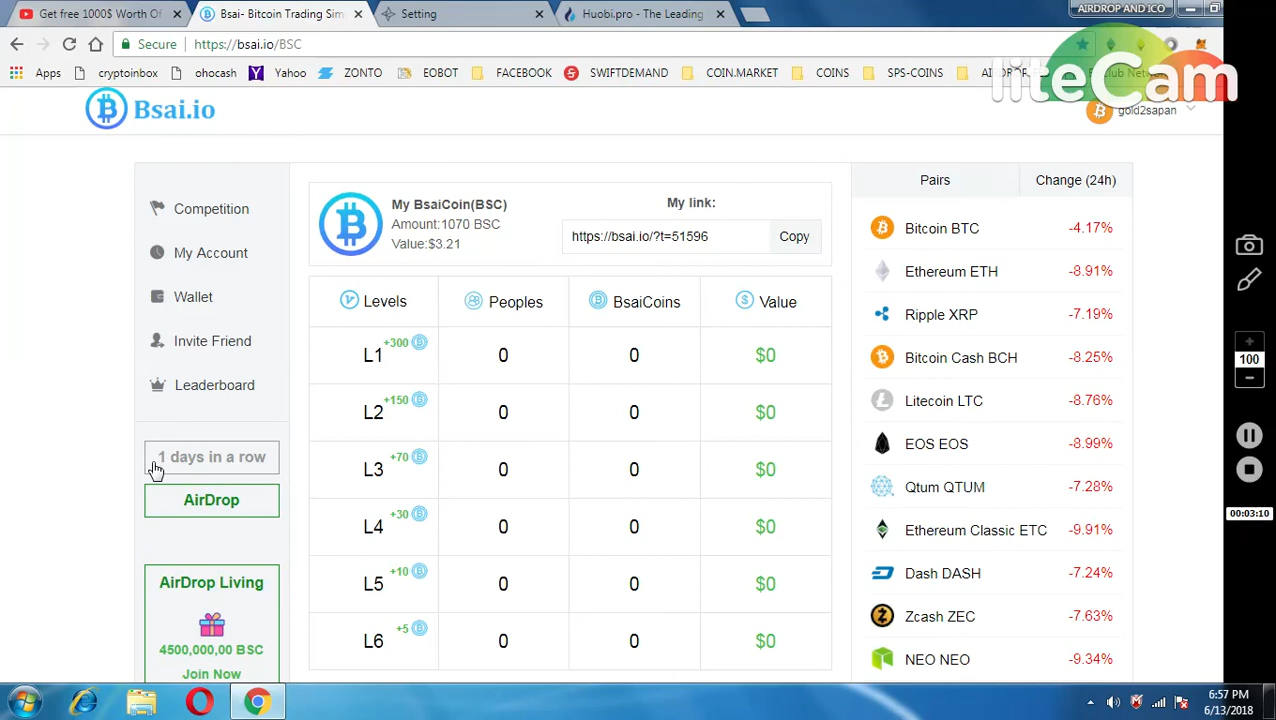 Get free 1000$ Worth Of
Bsai- Bitcoin Trading Sim
Setting
Huobi.pro - The Leading
AIRDROP AND ICO
Secure
https://bsai.io/BSC
Apps
cryptoinbox
ohocash
Yahoo
ZONTO
EOBOT
FACEBOOK
SWIFTDEMAND
COIN.MARKET
COINS
SPS-COINS
liteCam
Bsai.io
gold2sapan
Competition
My Account
Wallet
Invite Friend
Leaderboard
1 days in a row
AirDrop
AirDrop Living
4500,000,00 BSC
Join Now
My BsaiCoin(BSC)
Amount:1070 BSC
Value:$3.21
My link:
https://bsai.io/?t=51596
Copy
Levels Peoples BsaiCoins Value
L1 +300 0 0 $0
L2 +150 0 0 $0
L3 +70 0 0 $0
L4 +30 0 0 $0
L5 +10 0 0 $0
L6 +5 0 0 $0
Pairs Change (24h)
Bitcoin BTC -4.17%
Ethereum ETH -8.91%
Ripple XRP -7.19%
Bitcoin Cash BCH -8.25%
Litecoin LTC -8.76%
EOS EOS -8.99%
Qtum QTUM -7.28%
Ethereum Classic ETC -9.91%
Dash DASH -7.24%
Zcash ZEC -7.63%
NEO NEO -9.34%
100
00:03:10
6:57 PM
6/13/2018